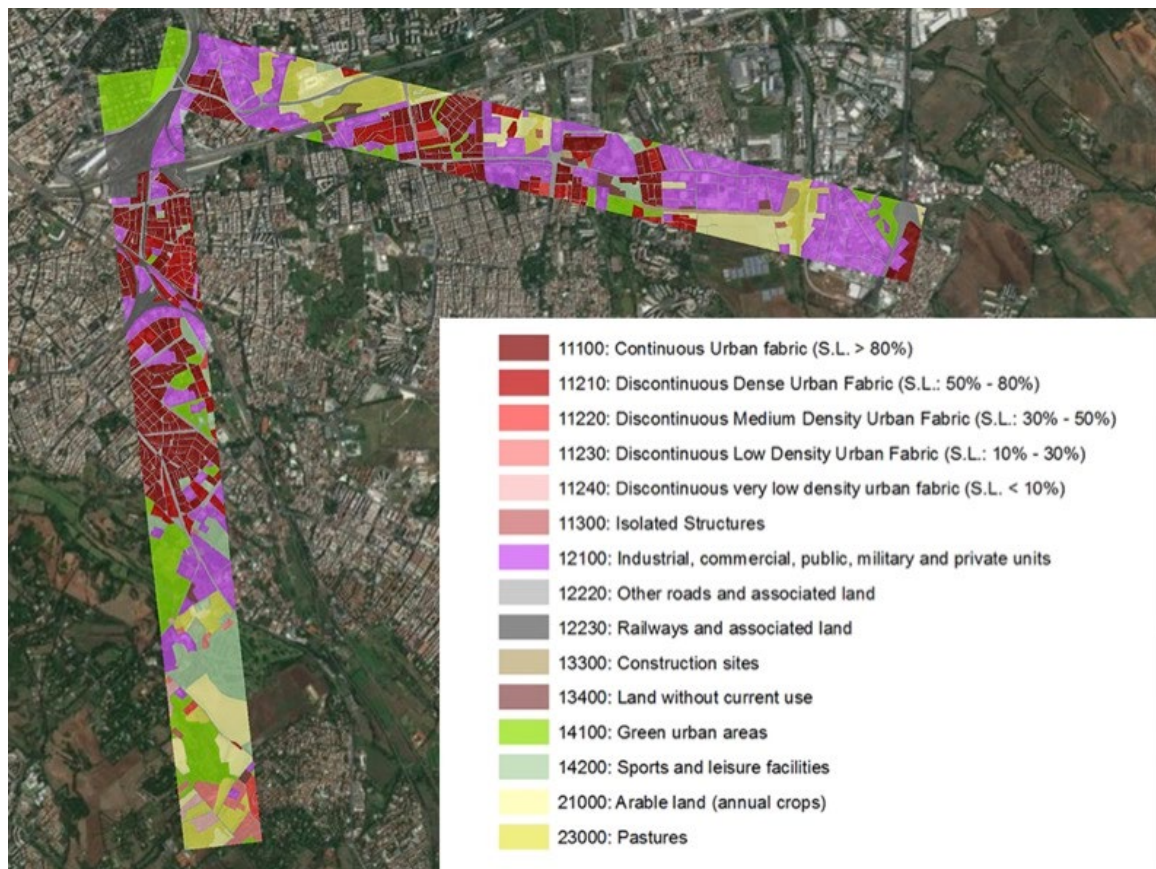 11100: Continuous Urban fabric (S.L. > 80%)
11210: Discontinuous Dense Urban Fabric (S.L.: 50% - 80%)
11220: Discontinuous Medium Density Urban Fabric (S.L.: 30% - 50%)
11230: Discontinuous Low Density Urban Fabric (S.L.: 10% - 30%)
11240: Discontinuous very low density urban fabric (S.L. < 10%)
11300: Isolated Structures
12100: Industrial, commercial, public, military and private units
12220: Other roads and associated land
12230: Railways and associated land
13300: Construction sites
13400: Land without current use
14100: Green urban areas
14200: Sports and leisure facilities
21000: Arable land (annual crops)
23000: Pastures